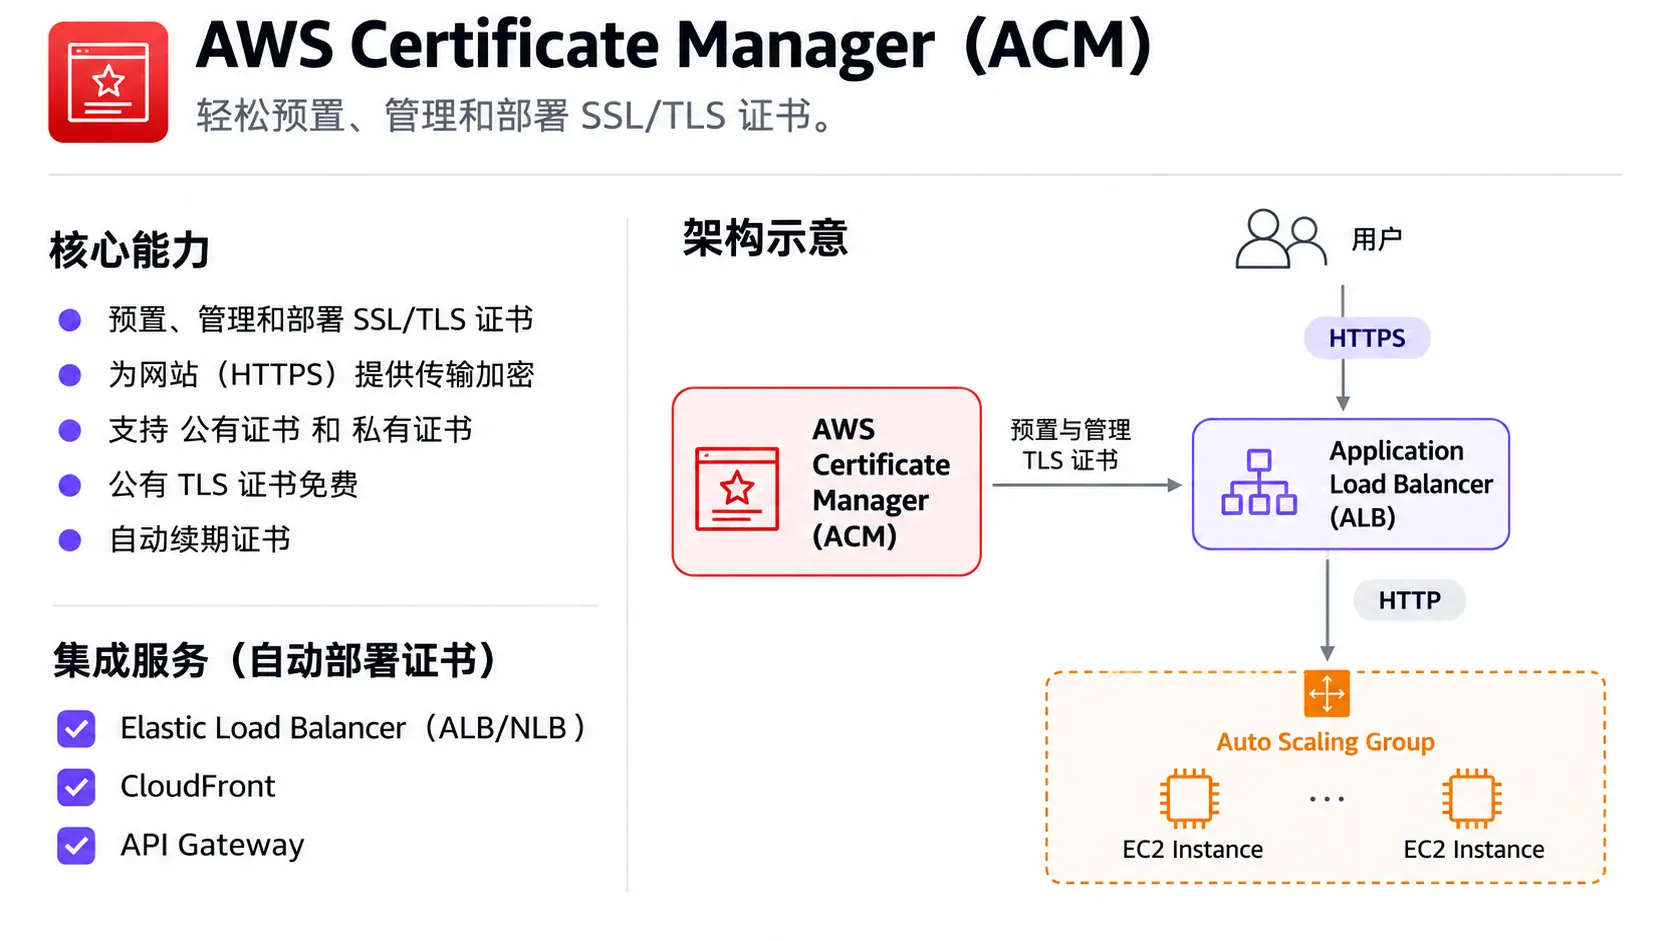 AWS Certificate Manager（ACM）
轻松预置、管理和部署 SSL/TLS 证书。
核心能力
预置、管理和部署 SSL/TLS 证书
为网站（HTTPS）提供传输加密
支持 公有证书 和 私有证书
公有 TLS 证书免费
自动续期证书
集成服务（自动部署证书）
Elastic Load Balancer（ALB/NLB）
CloudFront
API Gateway
架构示意
用户
HTTPS
AWS
Certificate
Manager
(ACM)
预置与管理
TLS 证书
Application
Load Balancer
(ALB)
HTTP
Auto Scaling Group
EC2 Instance
...
EC2 Instance